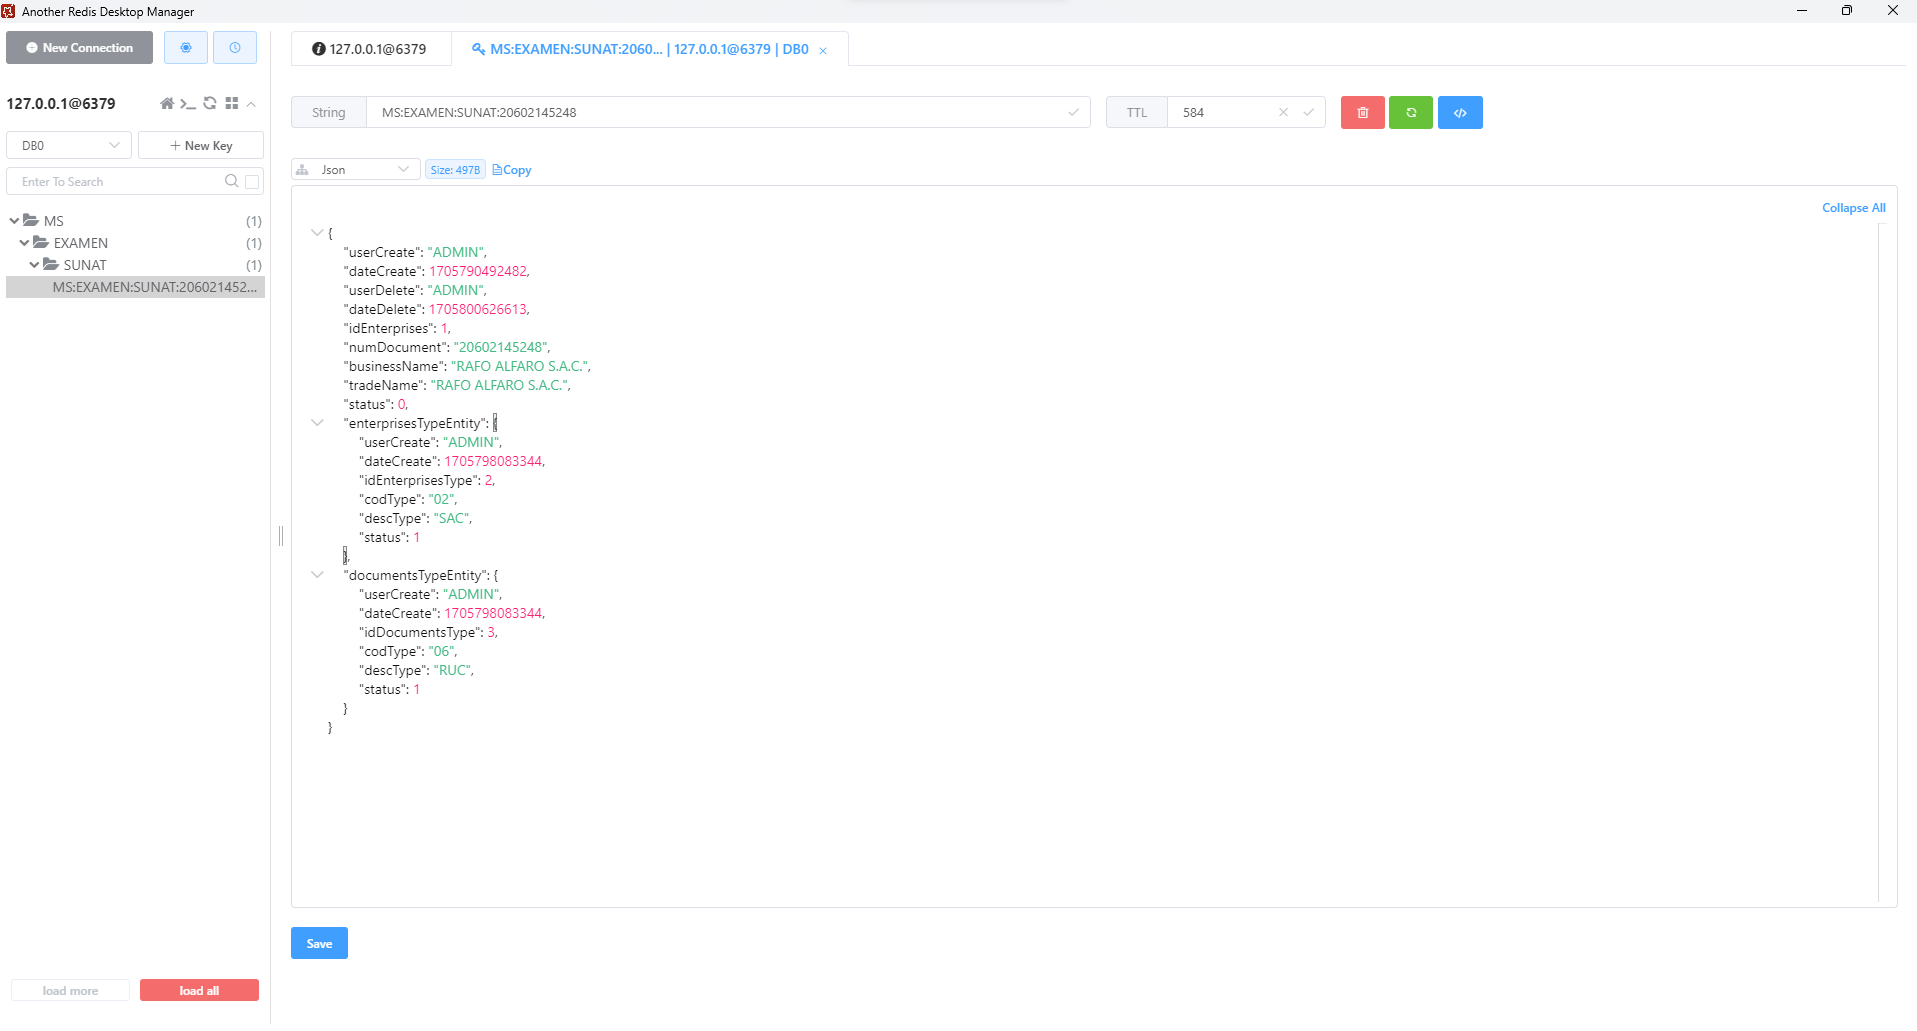 Another Redis Desktop Manager
New Connection
127.0.0.1@6379
DB0
New Key
Enter To Search
MS (1)
EXAMEN (1)
SUNAT (1)
MS:EXAMEN:SUNAT:206021452...
load more
load all
127.0.0.1@6379
MS:EXAMEN:SUNAT:2060... | 127.0.0.1@6379 | DB0
String MS:EXAMEN:SUNAT:20602145248
TTL 584
Json Size: 497B Copy
Collapse All
{
"userCreate": "ADMIN",
"dateCreate": 1705790492482,
"userDelete": "ADMIN",
"dateDelete": 1705800626613,
"idEnterprises": 1,
"numDocument": "20602145248",
"businessName": "RAFO ALFARO S.A.C.",
"tradeName": "RAFO ALFARO S.A.C.",
"status": 0,
"enterprisesTypeEntity": {
"userCreate": "ADMIN",
"dateCreate": 1705798083344,
"idEnterprisesType": 2,
"codType": "02",
"descType": "SAC",
"status": 1
},
"documentsTypeEntity": {
"userCreate": "ADMIN",
"dateCreate": 1705798083344,
"idDocumentsType": 3,
"codType": "06",
"descType": "RUC",
"status": 1
}
}
Save